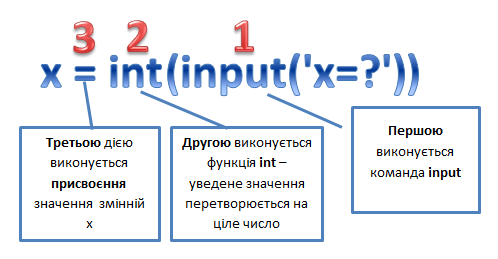 3 2 1
x = int(input('x=?'))
Третьою дією
виконується
присвоєння
значення змінній
х
Другою виконується
функція int –
уведене значення
перетворюється на
ціле число
Першою
виконується
команда input